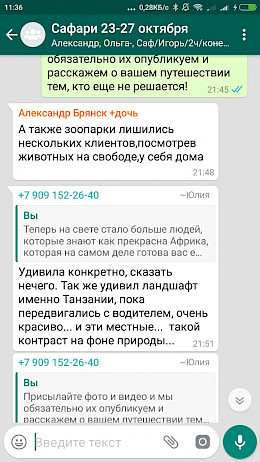 11:36
0,28КБ/с
Сафари 23-27 октября
Александр, Ольга-, Саф/Игорь/2ч/коне...
обязательно их опубликуем и
расскажем о вашем путешествии
тем, кто еще не решается!
21:45
Александр Брянск +дочь
А также зоопарки лишились
нескольких клиентов,посмотрев
животных на свободе,у себя дома
21:48
+7 909 152-26-40
~Юлия
Вы
Теперь на свете стало больше людей,
которые знают как прекрасна Африка,
которая на самом деле готова вас е...
Удивила конкретно, сказать
нечего. Так же удивил ландшафт
именно Танзании, пока
передвигались с водителем, очень
красиво... и эти местные... такой
контраст на фоне природы...
21:51
+7 909 152-26-40
~Юлия
Вы
Присылайте фото и видео и мы
обязательно их опубликуем и
расскажем о вашем путешествии тем...
Введите текст